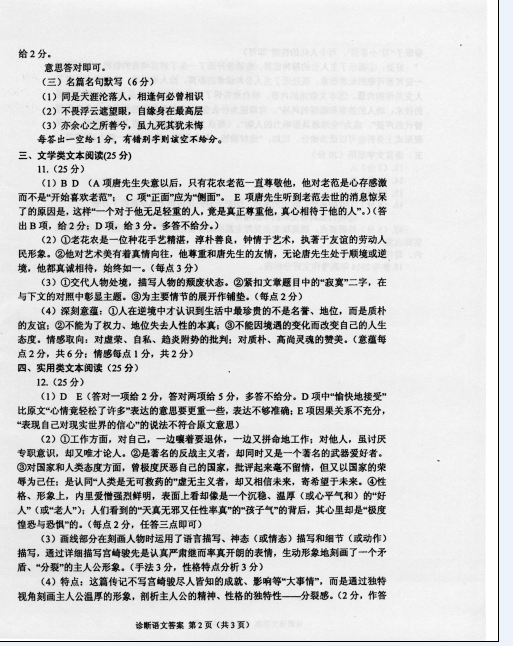 给2分。
意思答对即可。
（三）名篇名句默写（6分）
（1）同是天涯沦落人，相逢何必曾相识
（2）不畏浮云遮望眼，自缘身在最高层
（3）亦余心之所善兮，虽九死其犹未悔
每答出一空给1分，有错别字则该空不给分。
三、文学类文本阅读(25分)
11.（25分）
（1）B D （A项唐先生失意以后，只有花农老范一直尊敬他，他对老范是心存感激
而不是“开始喜欢老范”； C项“正面”应为“侧面”。 E项唐先生听到老范去世的消息惊呆
了的原因是，这样“一个对于他无足轻重的人，竟是真正尊重他，真心相待于他的人”。）（答
出B项，给2分；D项，给3分。多答不给分。）
（2）①老花农是一位种花手艺精湛，淳朴善良，钟情于艺术，执著于友谊的劳动人
民形象。②他对艺术美有着真情向往，他尊重和唐先生的友情，无论唐先生处于顺境或逆
境，他都真诚相待，始终如一。（每点3分）
（3）①交代人物处境，描写人物的颓废状态。②紧扣文章题目中的“寂寞”二字，在
与下文的对照中彰显主题。③为主要情节的展开作铺垫。（每点2分）
（4）深刻意蕴：①人在逆境中才认识到生活中最珍贵的不是名誉、地位，而是质朴
的友谊；②不能为了权力、地位失去人性的本真；③不能因境遇的变化而改变自己的人生
态度。情感取向：对虚荣、自私、趋炎附势的批判；对质朴、高尚灵魂的赞美。（意蕴每
点2分，共6分；情感每点1分，共2分）
四、实用类文本阅读（25分）
12.（25分）
（1）D E（答对一项给2分，答对两项给5分，多答不给分。D项中“愉快地接受”
比原文“心情竟轻松了许多”表达的意思要更重一些，表达不够准确；E项因果关系不充分，
“表现自己对现实世界的信心”的说法不符合原文意思）
（2）①工作方面，对自己，一边嚷着要退休，一边又拼命地工作；对他人，虽讨厌
专职意识，却又唯才论人。②是著名的反战主义者，却同时又是一个著名的武器爱好者。
③对国家和人类态度方面，曾极度厌恶自己的国家，批评起来毫不留情，但又以国家的荣
辱为己任；是认同“人类是无可救药的”虚无主义者，却又相信未来，寄希望于未来。④性
格、形象上，内里爱憎强烈鲜明，表面上看却像是一个沉稳、温厚（或心平气和）的“好
人”（或“老人”）；人们看到的“天真无邪又任性率真”的“孩子气”的背后，其心里却是“极度
惶恐与恐惧”的。（每点2分，任答三点即可）
（3）画线部分在刻画人物时运用了语言描写、神态（或情态）描写和细节（或动作）
描写，通过详细描写宫崎骏先是认真严肃继而率真开朗的表情，生动形象地刻画了一个矛
盾、“分裂”的主人公形象。（手法3分，性格特点分析3分）
（4）特点：这篇传记不写宫崎骏尽人皆知的成就、影响等“大事情”，而是通过独特
视角刻画主人公温厚的形象，剖析主人公的精神、性格的独特性——分裂感。（2分，作答
诊断语文答案 第2页（共3页）